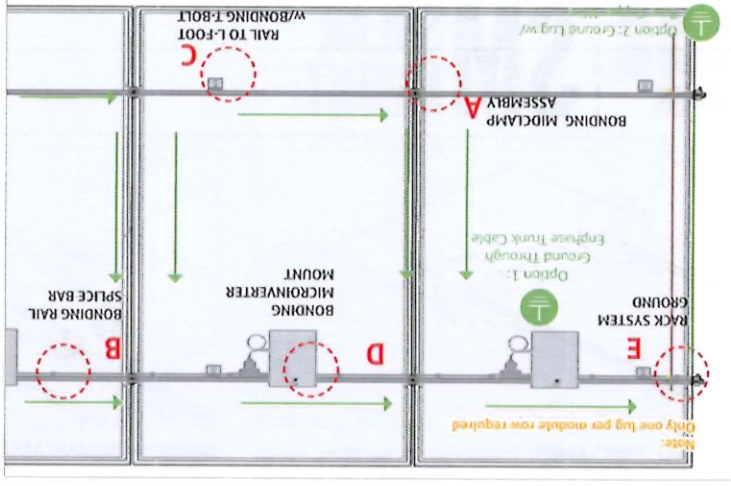 Note:
Only one lug per module row required
E
RACK SYSTEM
GROUND
D
BONDING
MICROINVERTER
MOUNT
B
BONDING RAIL
SPLICE BAR
Option 1:
Ground Through
Enphase Trunk Cable
BONDING MIDCLAMP
ASSEMBLY
A
C
RAIL TO L-FOOT
W/BONDING T-BOLT
Option 2: Ground Lug w/